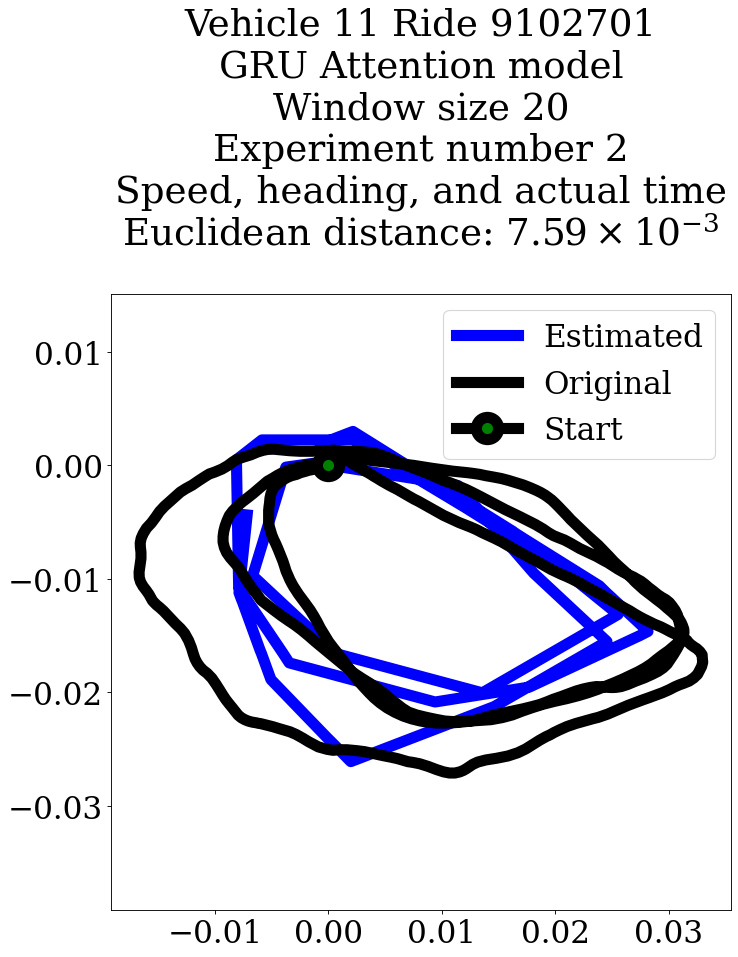 Vehicle 11 Ride 9102701
GRU Attention model
Window size 20
Experiment number 2
Speed, heading, and actual time
Euclidean distance: 7.59 × 10⁻³
Estimated
Original
Start
0.01
0.00
−0.01
−0.02
−0.03
−0.01 0.00 0.01 0.02 0.03